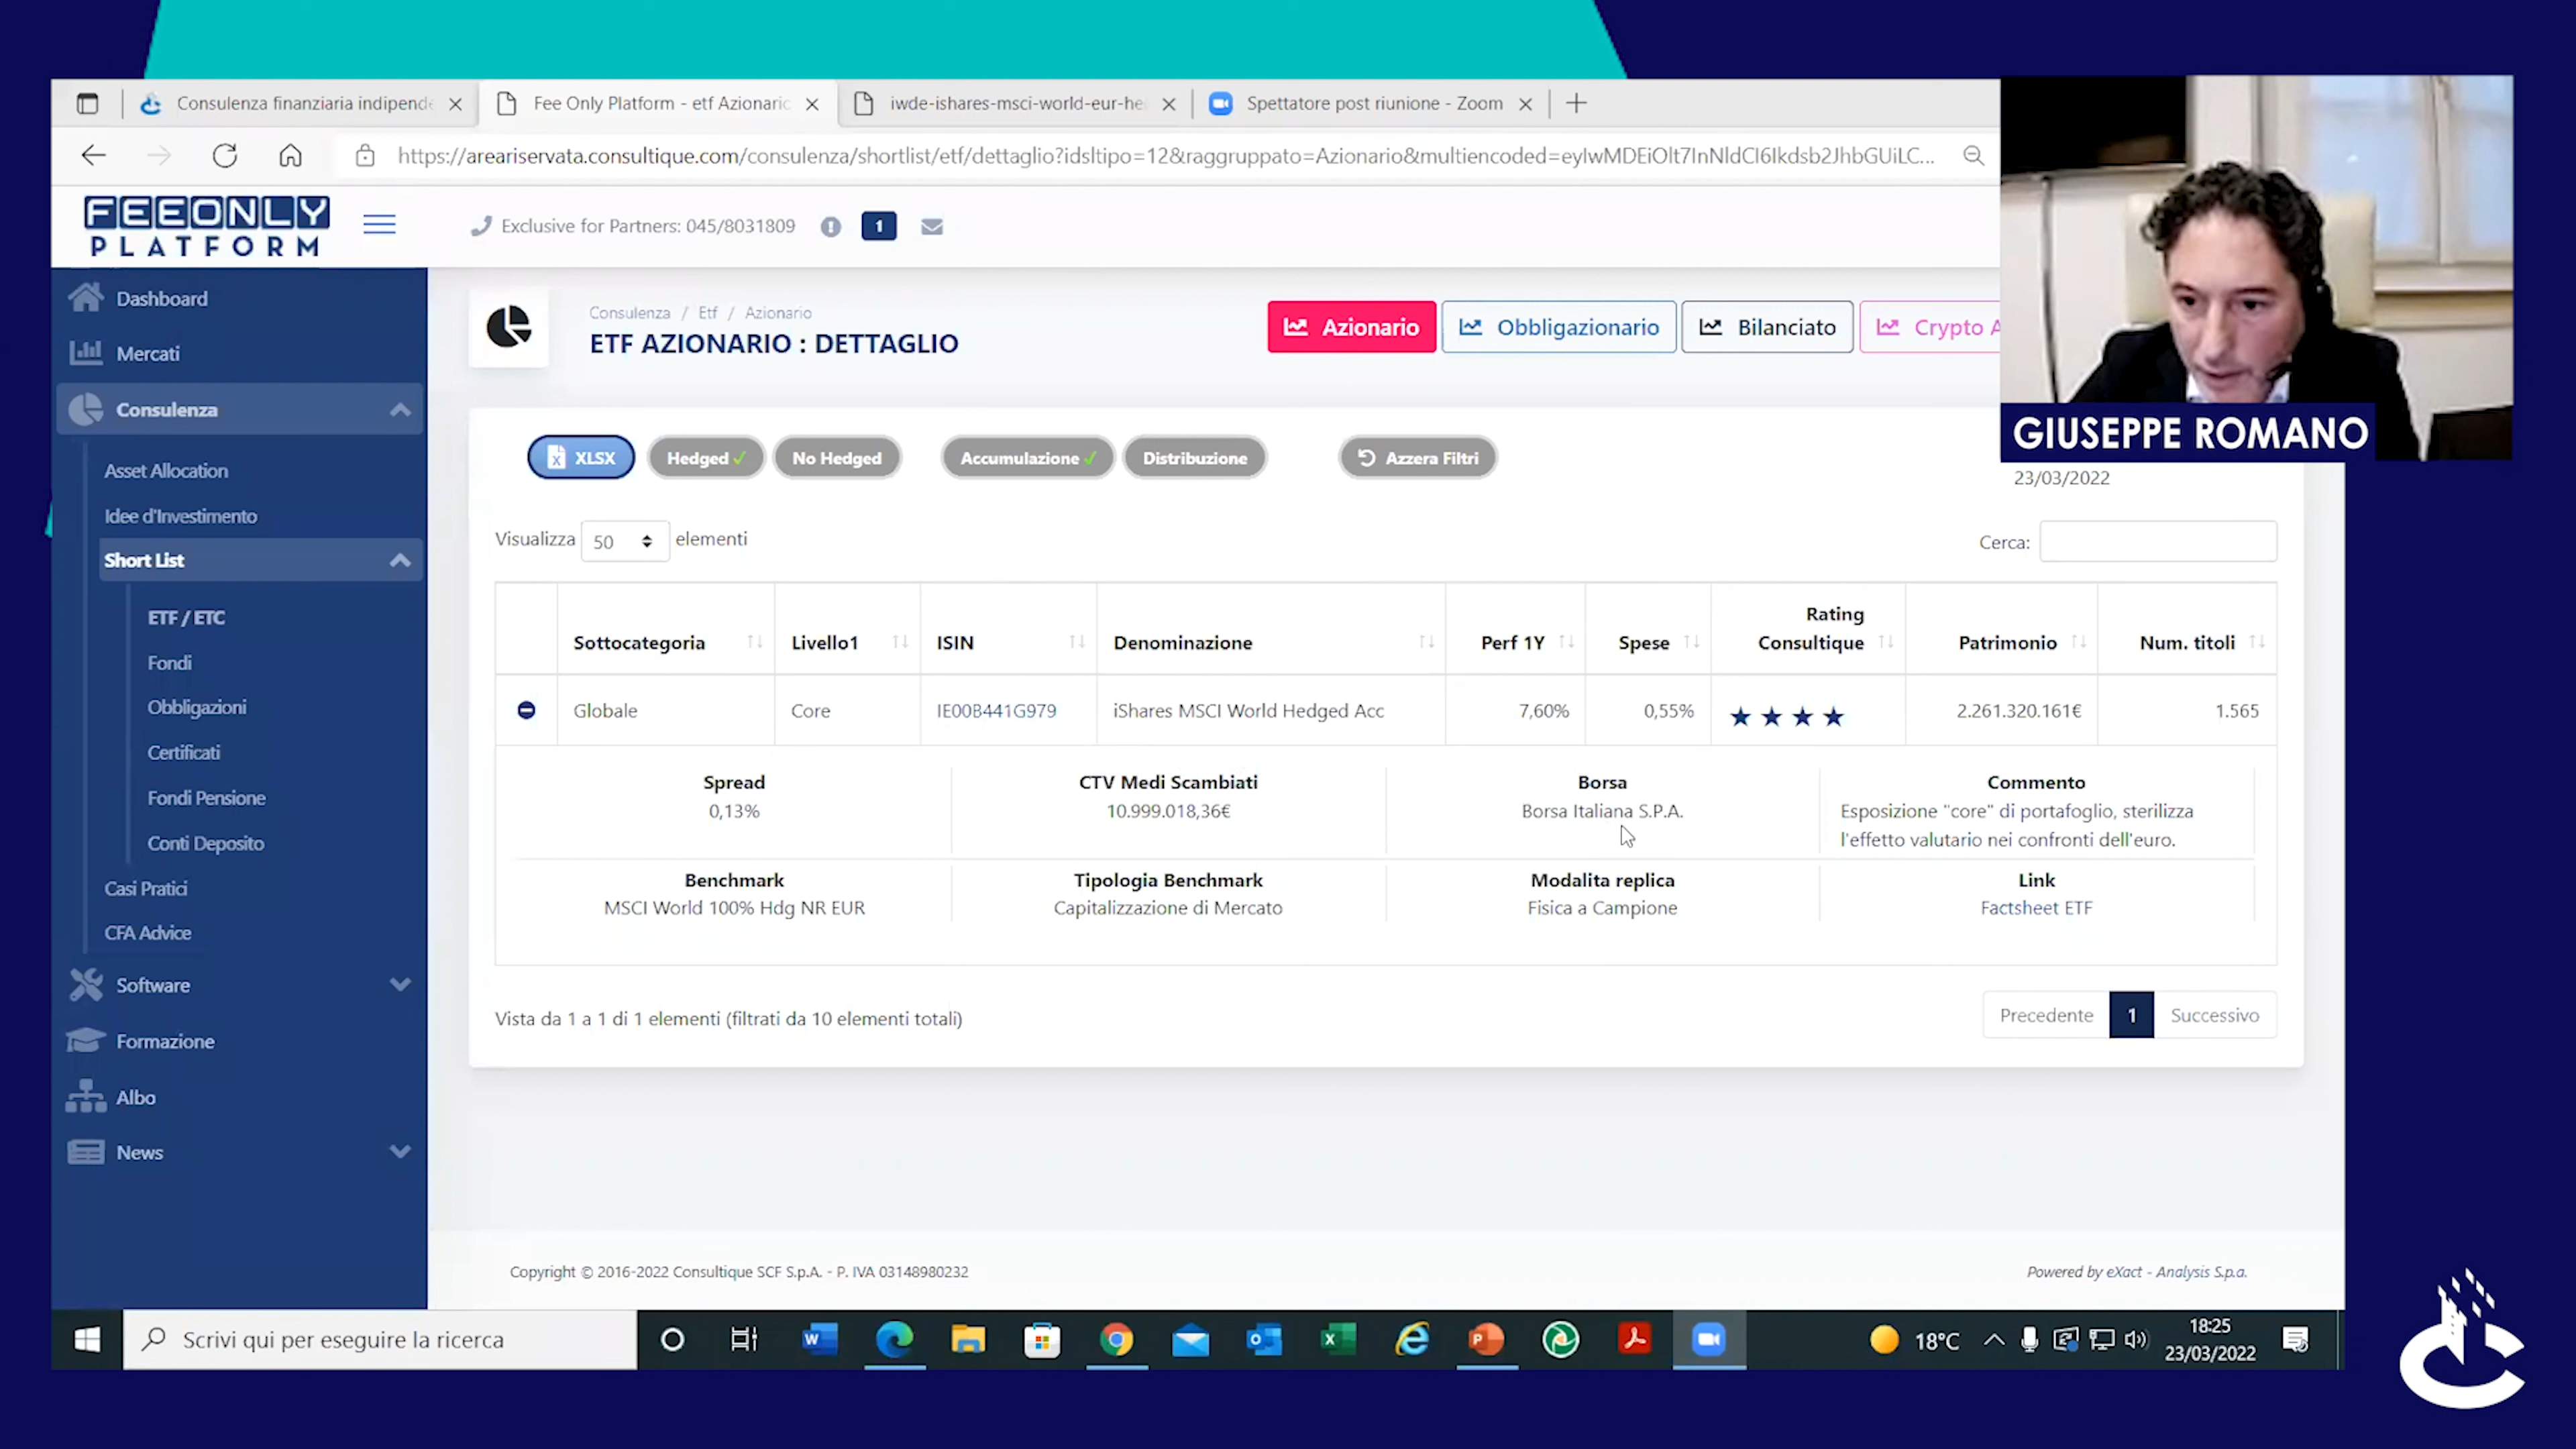 Consulenza finanziaria indipende
Fee Only Platform - etf Azionaric
iwde-ishares-msci-world-eur-he
Spettatore post riunione - Zoom
https://areariservata.consultique.com/consulenza/shortlist/etf/dettaglio?idsltipo=12&raggruppato=Azionario&multiencoded=
FEEONLY
PLATFORM
Exclusive for Partners: 045/8031809
1
Dashboard
Mercati
Consulenza
Asset Allocation
Idee d'Investimento
Short List
ETF / ETC
Fondi
Obbligazioni
Certificati
Fondi Pensione
Conti Deposito
Casi Pratici
CFA Advice
Software
Formazione
Albo
News
Consulenza / Etf / Azionario
ETF AZIONARIO : DETTAGLIO
Azionario
Obbligazionario
Bilanciato
Crypto A
GIUSEPPE ROMANO
23/03/2022
XLSX
Hedged
No Hedged
Accumulazione
Distribuzione
Azzera Filtri
Visualizza 50 elementi
Cerca:
Sottocategoria Livello1 ISIN Denominazione Perf 1Y Spese Rating Consultique Patrimonio Num. titoli
Globale Core IE00B441G979 iShares MSCI World Hedged Acc 7,60% 0,55% ★ ★ ★ ★ 2.261.320.161€ 1.565
Spread
0,13%
CTV Medi Scambiati
10.999.018,36€
Borsa
Borsa Italiana S.P.A.
Commento
Esposizione "core" di portafoglio, sterilizza
l'effetto valutario nei confronti dell'euro.
Benchmark
MSCI World 100% Hdg NR EUR
Tipologia Benchmark
Capitalizzazione di Mercato
Modalita replica
Fisica a Campione
Link
Factsheet ETF
Vista da 1 a 1 di 1 elementi (filtrati da 10 elementi totali)
Precedente 1 Successivo
Copyright © 2016-2022 Consultique SCF S.p.A. - P. IVA 03148980232
Powered by eXact - Analysis S.p.a.
Scrivi qui per eseguire la ricerca
18°C
18:25
23/03/2022